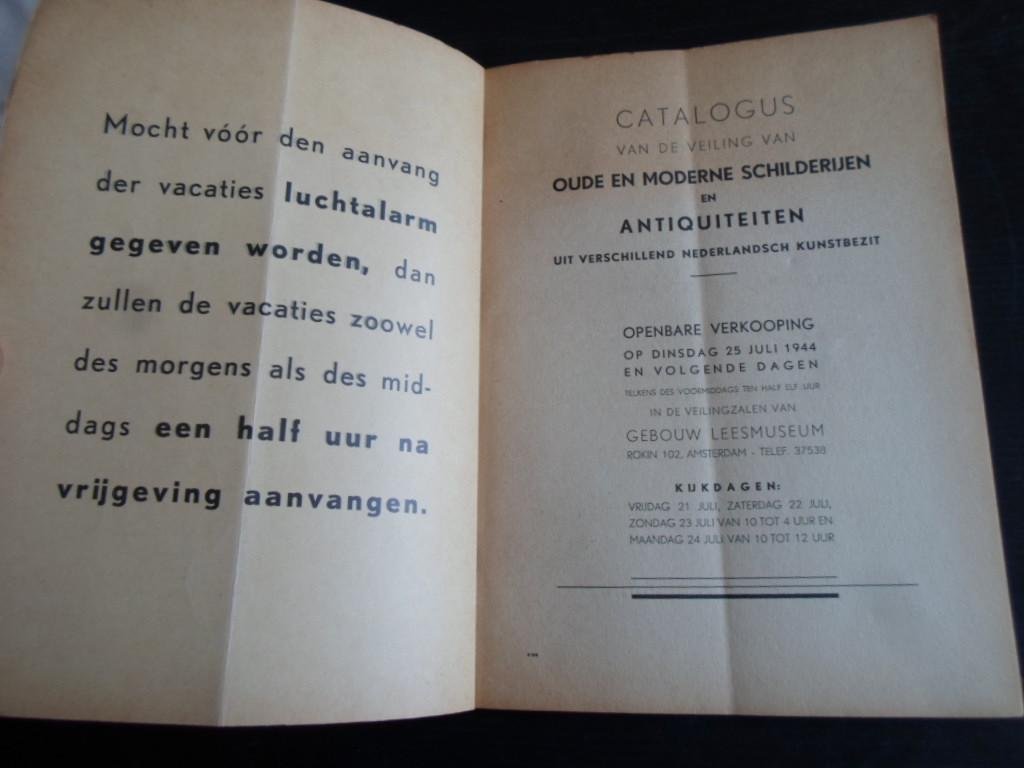 Mocht vóór den aanvang
der vacaties luchtalarm
gegeven worden, dan
zullen de vacaties zoowel
des morgens als des mid-
dags een half uur na
vrijgeving aanvangen.
CATALOGUS
VAN DE VEILING VAN
OUDE EN MODERNE SCHILDERIJEN
EN
ANTIQUITEITEN
UIT VERSCHILLEND NEDERLANDSCH KUNSTBEZIT
OPENBARE VERKOOPING
OP DINSDAG 25 JULI 1944
EN VOLGENDE DAGEN
TELKENS DES VOORMIDDAGS TEN HALF ELF UUR
IN DE VEILINGZALEN VAN
GEBOUW LEESMUSEUM
ROKIN 102, AMSTERDAM - TELEF. 37538
KIJKDAGEN:
VRIJDAG 21 JULI, ZATERDAG 22 JULI,
ZONDAG 23 JULI VAN 10 TOT 4 UUR EN
MAANDAG 24 JULI VAN 10 TOT 12 UUR